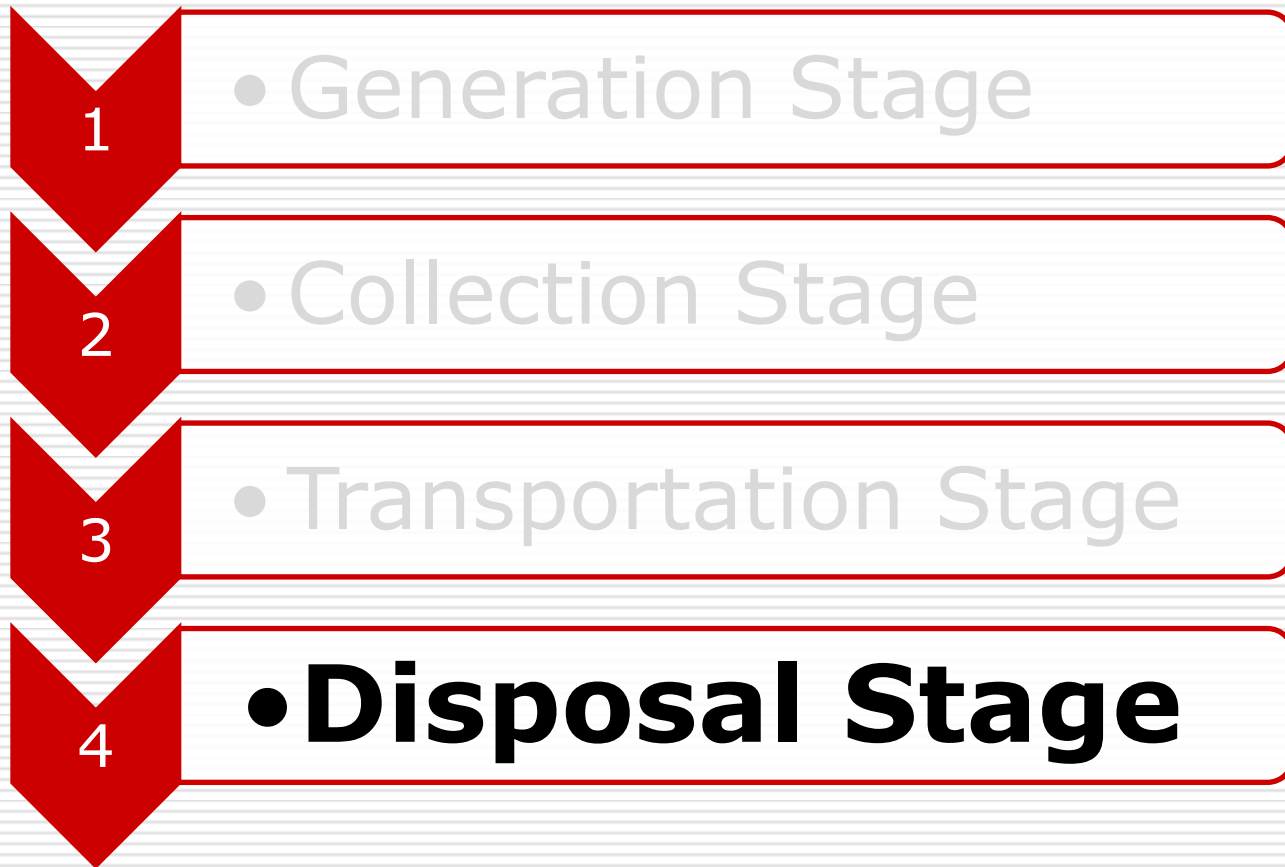 1
• Generation Stage
2
• Collection Stage
3
• Transportation Stage
4
•Disposal Stage